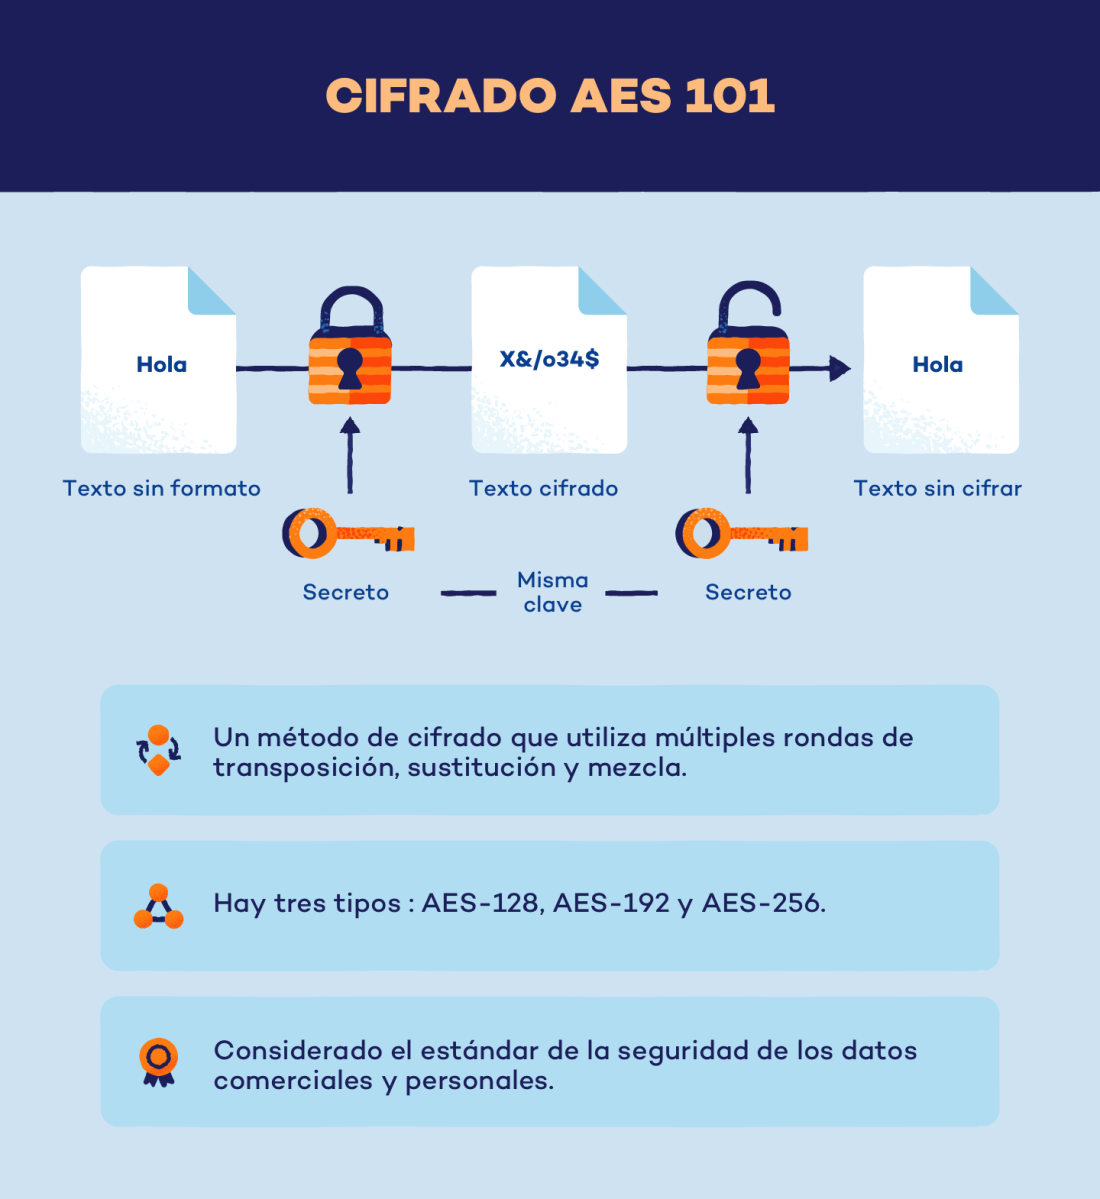 CIFRADO AES 101
Hola
X&/o34$
Hola
Texto sin formato
Texto cifrado
Texto sin cifrar
Secreto
Misma
clave
Secreto
Un método de cifrado que utiliza múltiples rondas de
transposición, sustitución y mezcla.
Hay tres tipos : AES-128, AES-192 y AES-256.
Considerado el estándar de la seguridad de los datos
comerciales y personales.